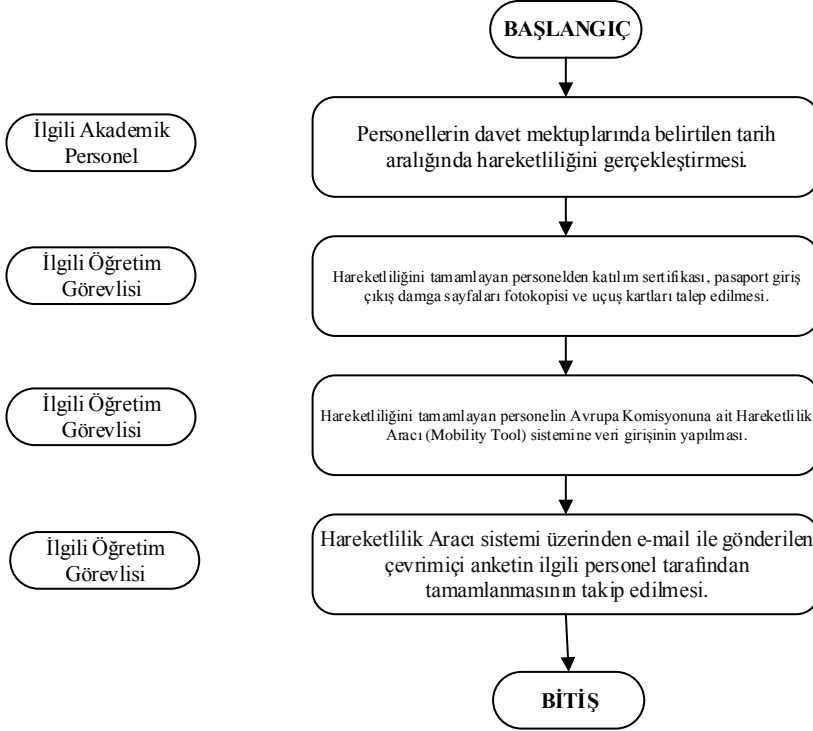 BAŞLANGIÇ
İlgili Akademik
Personel
Personellerin davet mektuplarında belirtilen tarih
aralığında hareketliliğini gerçekleştirmesi.
İlgili Öğretim
Görevlisi
Hareketliliğini tamamlayan personelden katılım sertifikası, pasaport giriş
çıkış damga sayfaları fotokopisi ve uçuş kartları talep edilmesi.
İlgili Öğretim
Görevlisi
Hareketliliğini tamamlayan personelin Avrupa Komisyonuna ait Hareketlilik
Aracı (Mobility Tool) sistemine veri girişinin yapılması.
İlgili Öğretim
Görevlisi
Hareketlilik Aracı sistemi üzerinden e-mail ile gönderilen
çevrimiçi anketin ilgili personel tarafından
tamamlanmasının takip edilmesi.
BİTİŞ